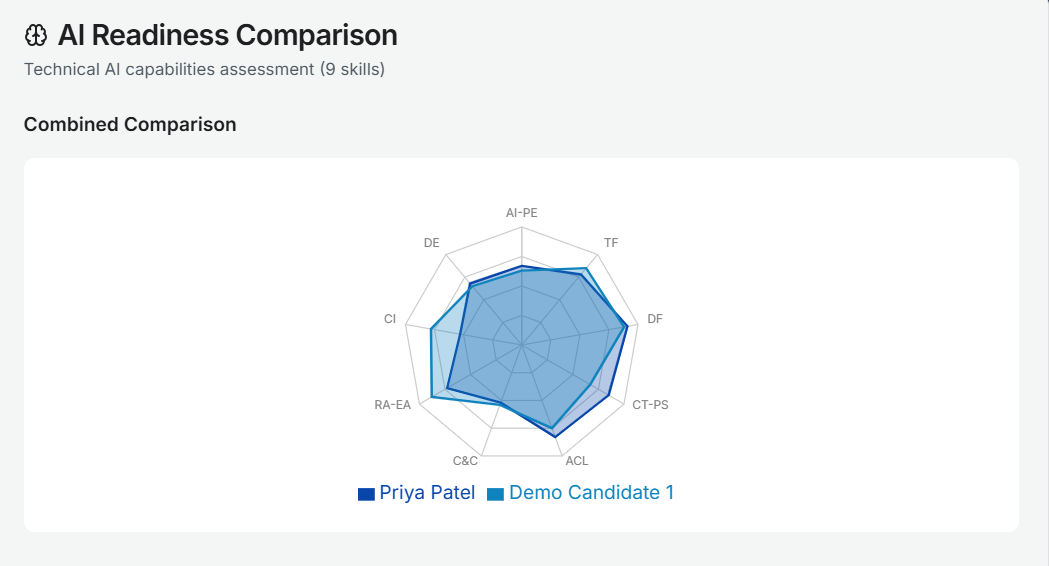 AI Readiness Comparison
Technical AI capabilities assessment (9 skills)
Combined Comparison
AI-PE
DE
TF
CI
DF
RA-EA
CT-PS
C&C
ACL
Priya Patel
Demo Candidate 1